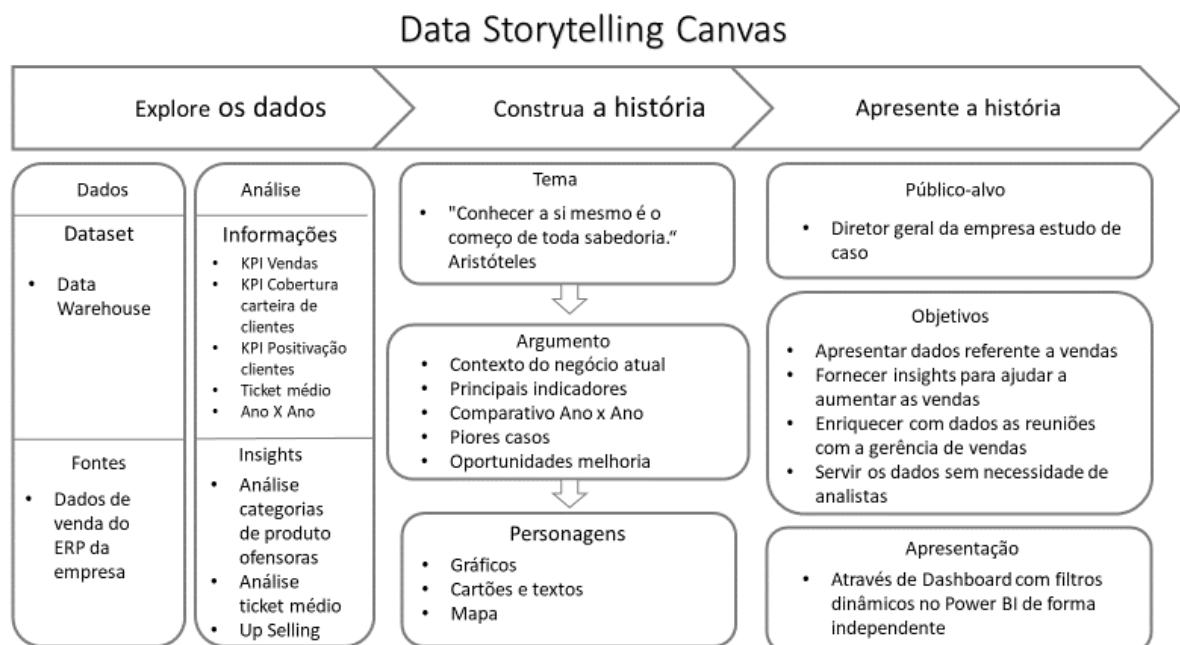 Data Storytelling Canvas
Explore os dados
Construa a história
Apresente a história
Dados
Dataset
• Data
Warehouse
Fontes
• Dados de
venda do
ERP da
empresa
Análise
Informações
• KPI Vendas
• KPI Cobertura
carteira de
clientes
• KPI Positivação
clientes
• Ticket médio
• Ano X Ano
Insights
• Análise
categorias
de produto
ofensoras
• Análise
ticket médio
• Up Selling
Tema
• "Conhecer a si mesmo é o
começo de toda sabedoria.“
Aristóteles
Argumento
• Contexto do negócio atual
• Principais indicadores
• Comparativo Ano x Ano
• Piores casos
• Oportunidades melhoria
Personagens
• Gráficos
• Cartões e textos
• Mapa
Público-alvo
• Diretor geral da empresa estudo de
caso
Objetivos
• Apresentar dados referente a vendas
• Fornecer insights para ajudar a
aumentar as vendas
• Enriquecer com dados as reuniões
com a gerência de vendas
• Servir os dados sem necessidade de
analistas
Apresentação
• Através de Dashboard com filtros
dinâmicos no Power BI de forma
independente